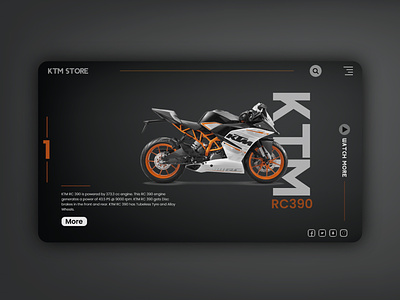 KTM STORE
KTM
WATCH MORE
1
KTM
RC390
KTM RC 390 is powered by 373.3 cc engine. This RC 390 engine
generates a power of 43.5 PS @ 9000 rpm. KTM RC 390 gets Disc
brakes in the front and rear. KTM RC 390 has Tubeless Tyre and Alloy
Wheels.
More